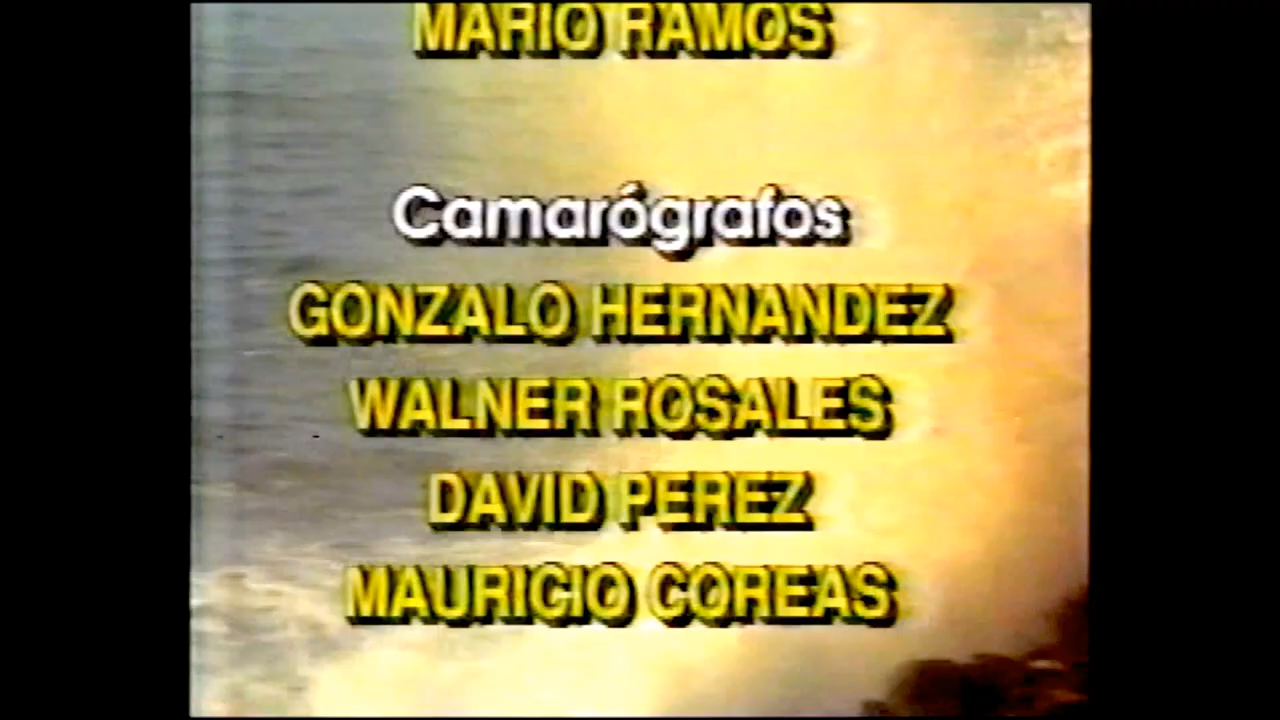 MARIO RAMOS
Camarógrafos
GONZALO HERNANDEZ
WALNER ROSALES
DAVID PEREZ
MAURICIO COREAS